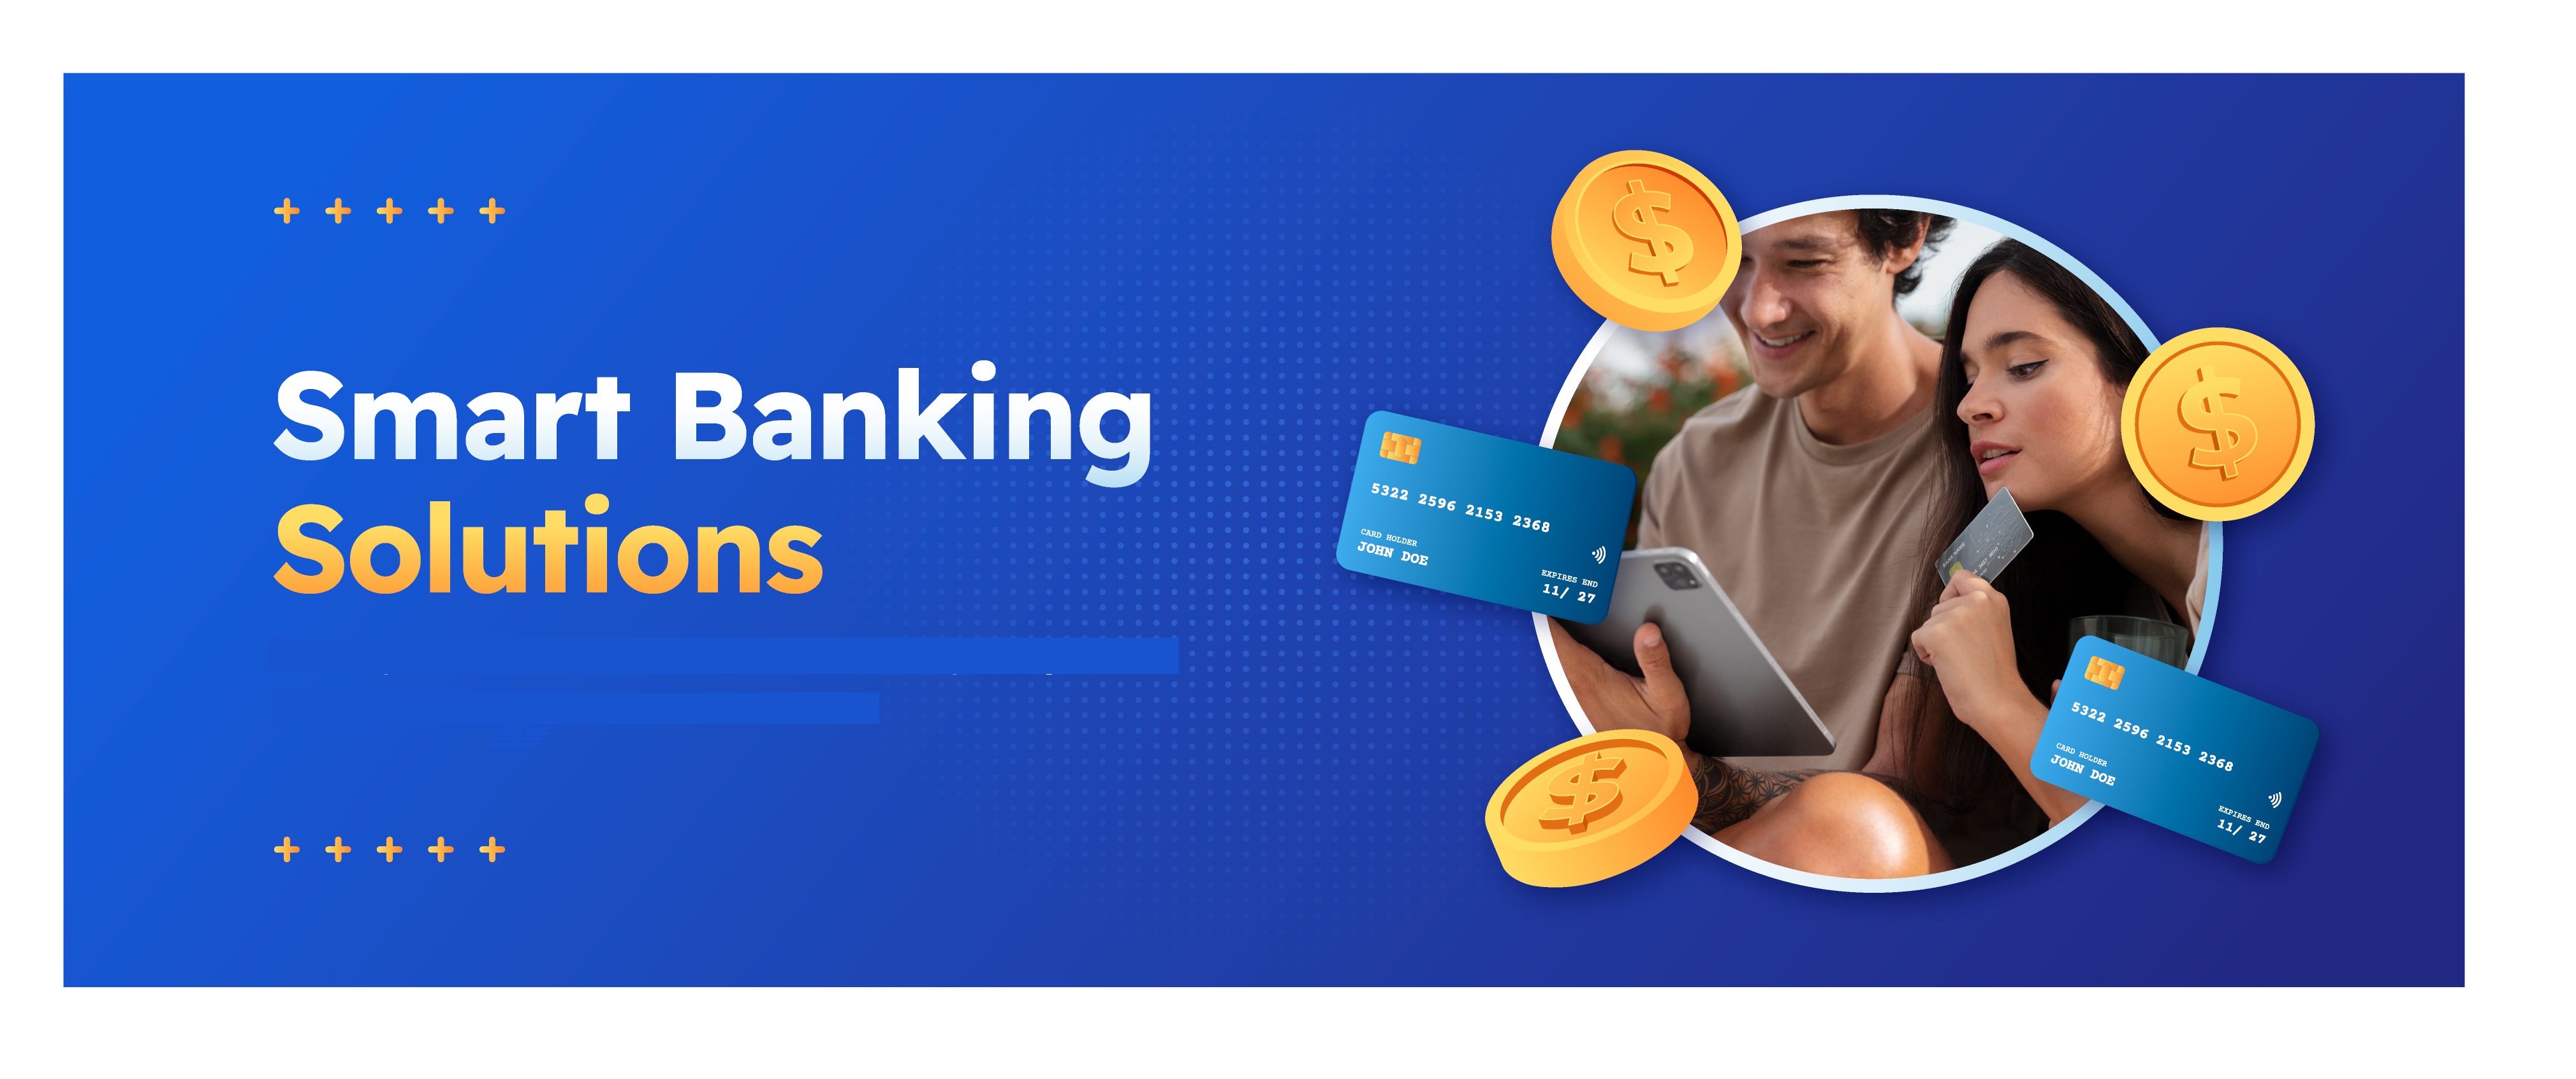 Smart Banking
Solutions
5322 2596 2153 2368
CARD HOLDER
JOHN DOE
EXPIRES END
11/ 27
5322 2596 2153 2368
CARD HOLDER
JOHN DOE
EXPIRES END
11/ 27